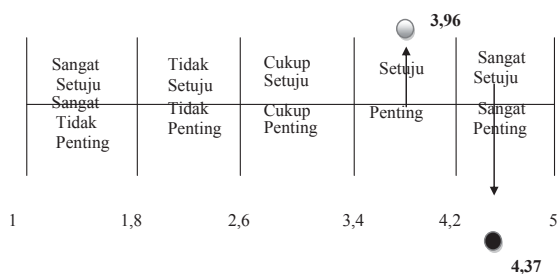 3,96
Sangat Setuju
Tidak Setuju
Cukup Setuju
Setuju
Sangat Setuju
Sangat Tidak Penting
Tidak Penting
Cukup Penting
Penting
Sangat Penting
1 1,8 2,6 3,4 4,2 5
4,37